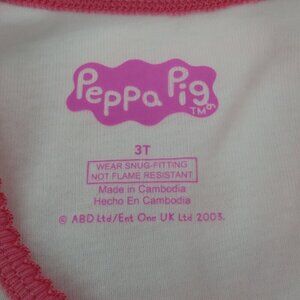 Peppa Pig
TM
3T
WEAR SNUG-FITTING
NOT FLAME RESISTANT
Made in Cambodia
Hecho En Cambodia
© ABD Ltd/Ent One UK Ltd 2003.